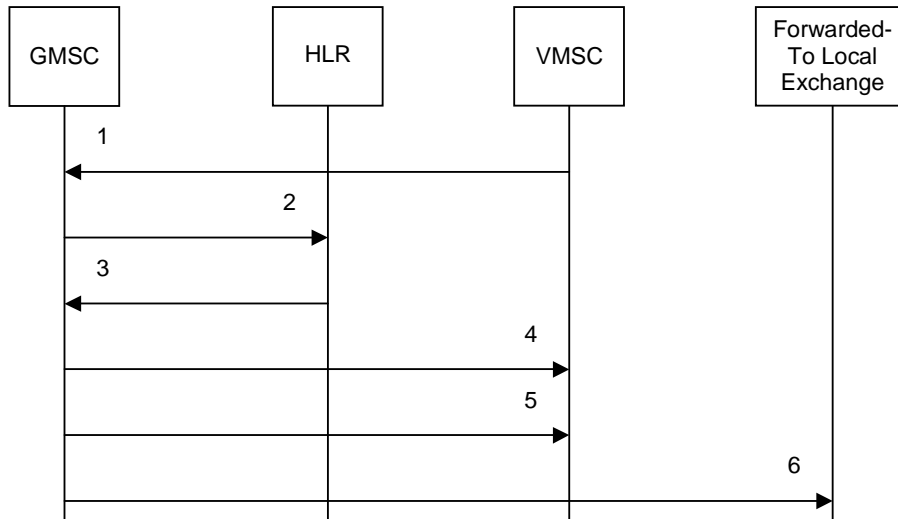 GMSC
HLR
VMSC
Forwarded-
To Local
Exchange
1
2
3
4
5
6